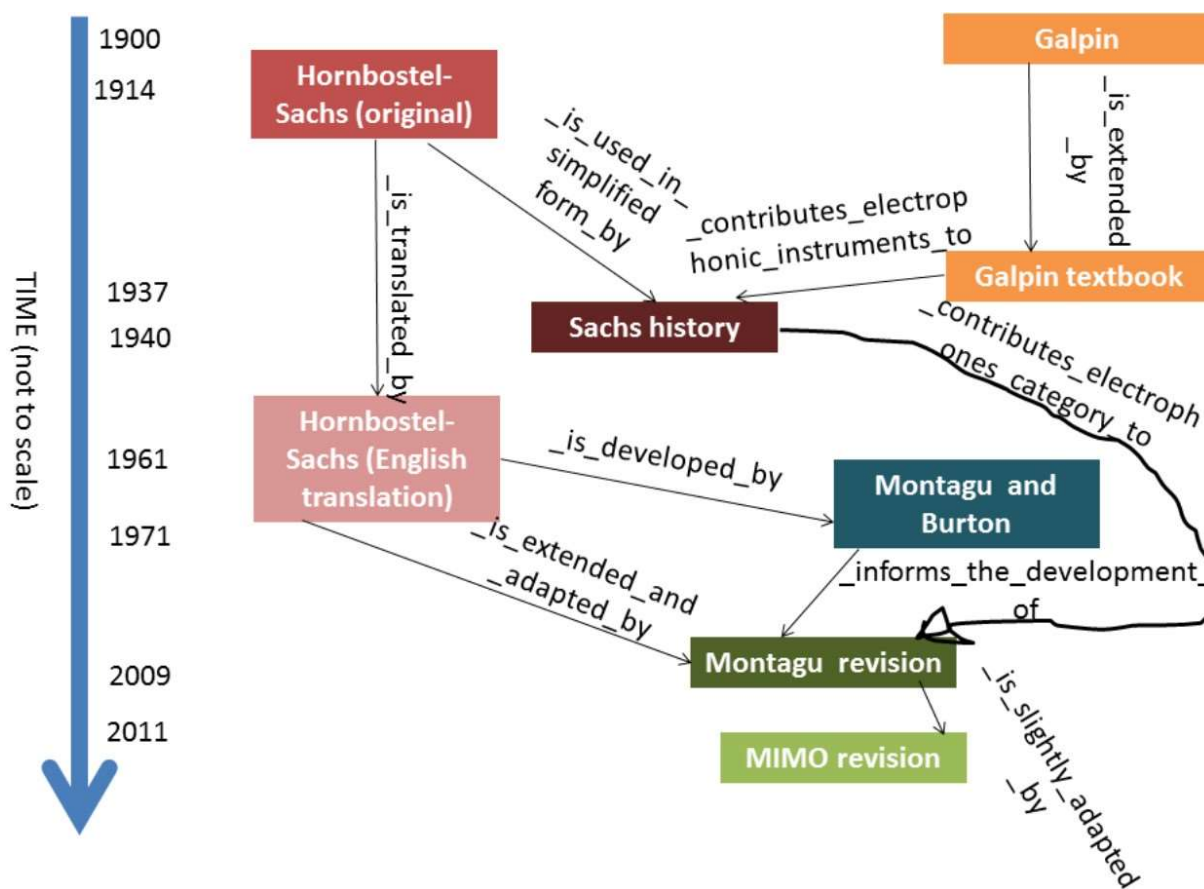 TIME (not to scale)
1900
1914
1937
1940
1961
1971
2009
2011
Hornbostel-
Sachs (original)
Galpin
_is_extended
_by
_is_used_in_
simplified_
form_by
_is_translated_by
_contributes_electrop
honic_instruments_to
Galpin textbook
Sachs history
_contributes_electroph
ones_category_to
Hornbostel-
Sachs (English
translation)
_is_developed_by
Montagu and
Burton
_is_extended_and
_adapted_by
_informs_the_development_
of
Montagu revision
_is_slightly_adapted
_by
MIMO revision